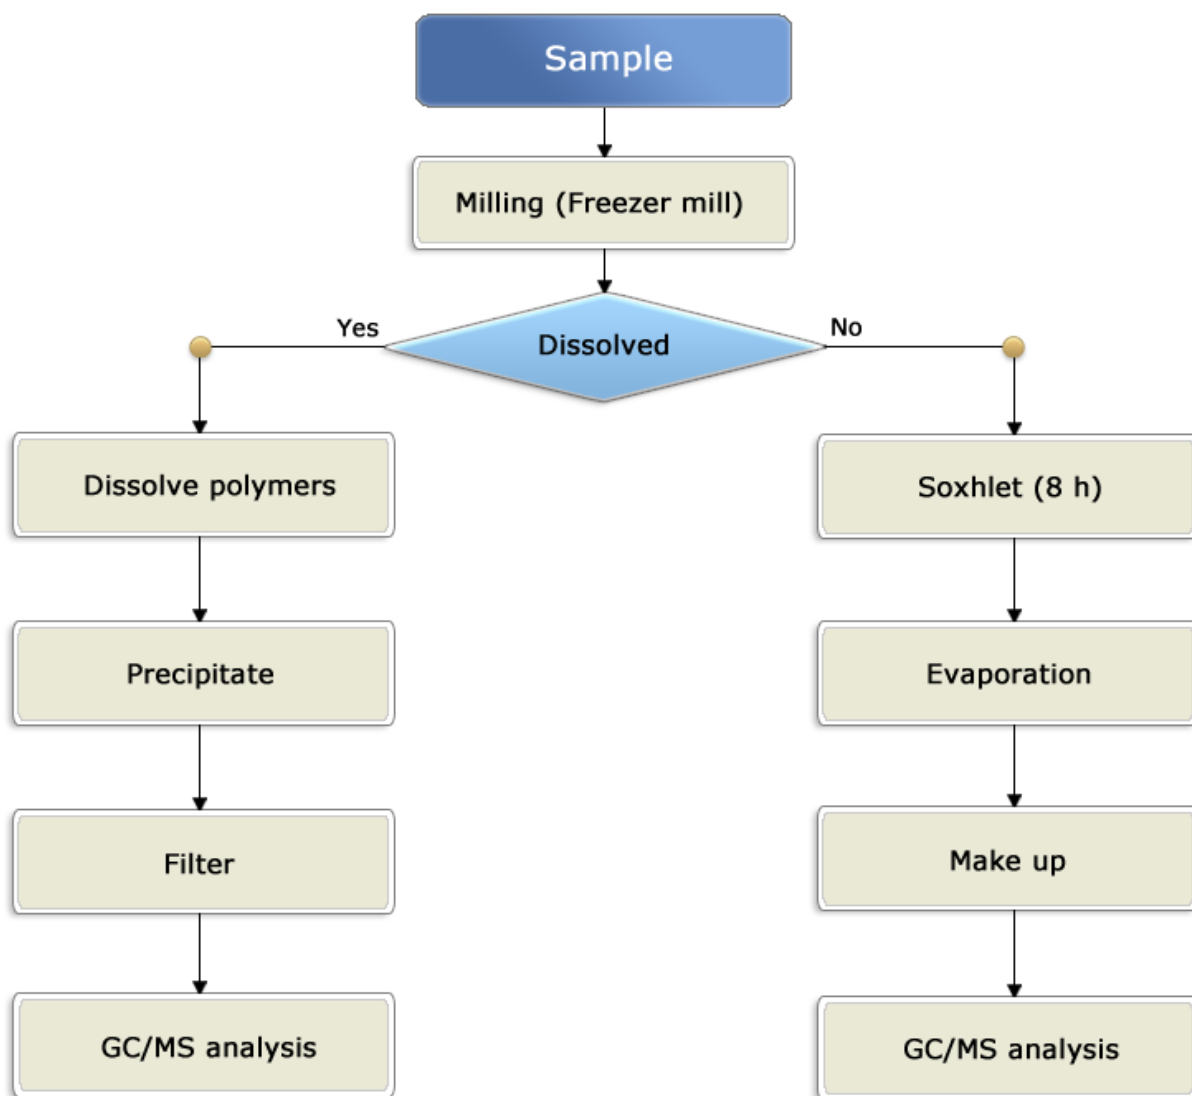 Sample
Milling (Freezer mill)
Yes
Dissolved
No
Dissolve polymers
Soxhlet (8 h)
Precipitate
Evaporation
Filter
Make up
GC/MS analysis
GC/MS analysis